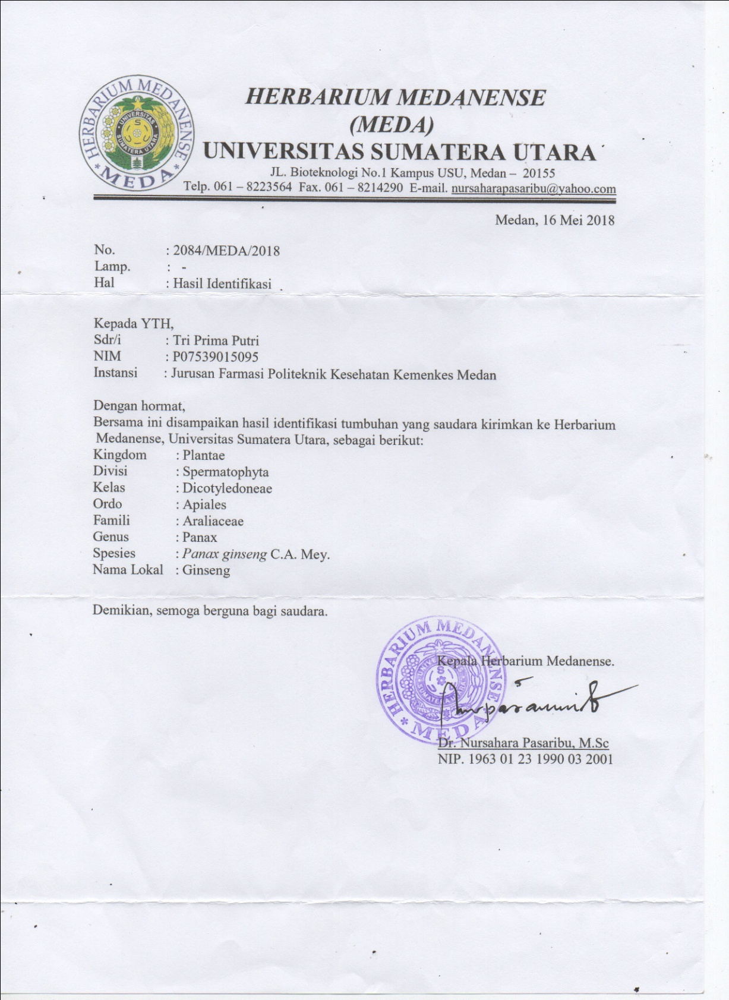 HERBARIUM MEDANENSE
* MEDA *
UNIVERSITAS
SUMATERA UTARA
HERBARIUM MEDANENSE
(MEDA)
UNIVERSITAS SUMATERA UTARA
JL. Bioteknologi No.1 Kampus USU, Medan – 20155
Telp. 061 – 8223564 Fax. 061 – 8214290 E-mail. nursaharapasaribu@yahoo.com
Medan, 16 Mei 2018
No. : 2084/MEDA/2018
Lamp. : -
Hal : Hasil Identifikasi
Kepada YTH,
Sdr/i : Tri Prima Putri
NIM : P07539015095
Instansi : Jurusan Farmasi Politeknik Kesehatan Kemenkes Medan
Dengan hormat,
Bersama ini disampaikan hasil identifikasi tumbuhan yang saudara kirimkan ke Herbarium
Medanense, Universitas Sumatera Utara, sebagai berikut:
Kingdom : Plantae
Divisi : Spermatophyta
Kelas : Dicotyledoneae
Ordo : Apiales
Famili : Araliaceae
Genus : Panax
Spesies : Panax ginseng C.A. Mey.
Nama Lokal : Ginseng
Demikian, semoga berguna bagi saudara.
HERBARIUM MEDANENSE
* MEDA *
UNIVERSITAS
SUMATERA UTARA
Kepala Herbarium Medanense.
Dr. Nursahara Pasaribu, M.Sc
NIP. 1963 01 23 1990 03 2001